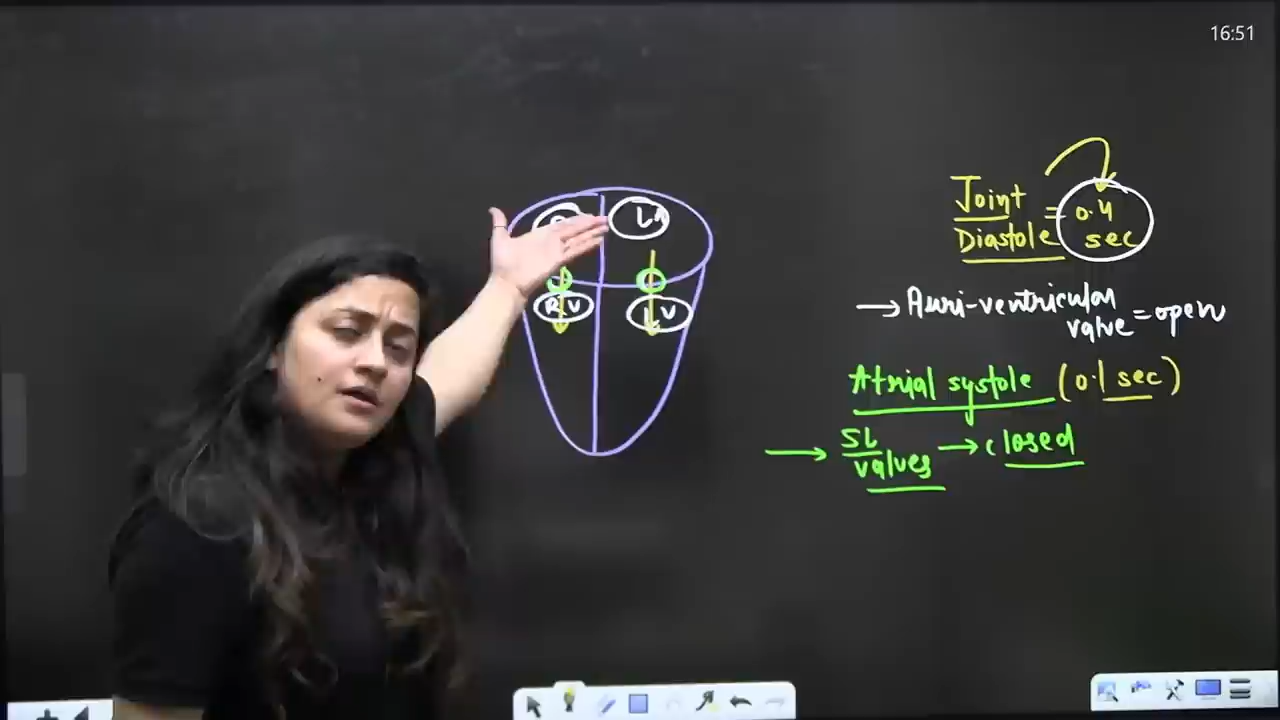 16:51
LA
RV
LV
Joint
Diastole = 0.4 sec
→ Auri-ventricular
valve = open
Atrial systole (0.1 sec)
→ SL
valves → closed